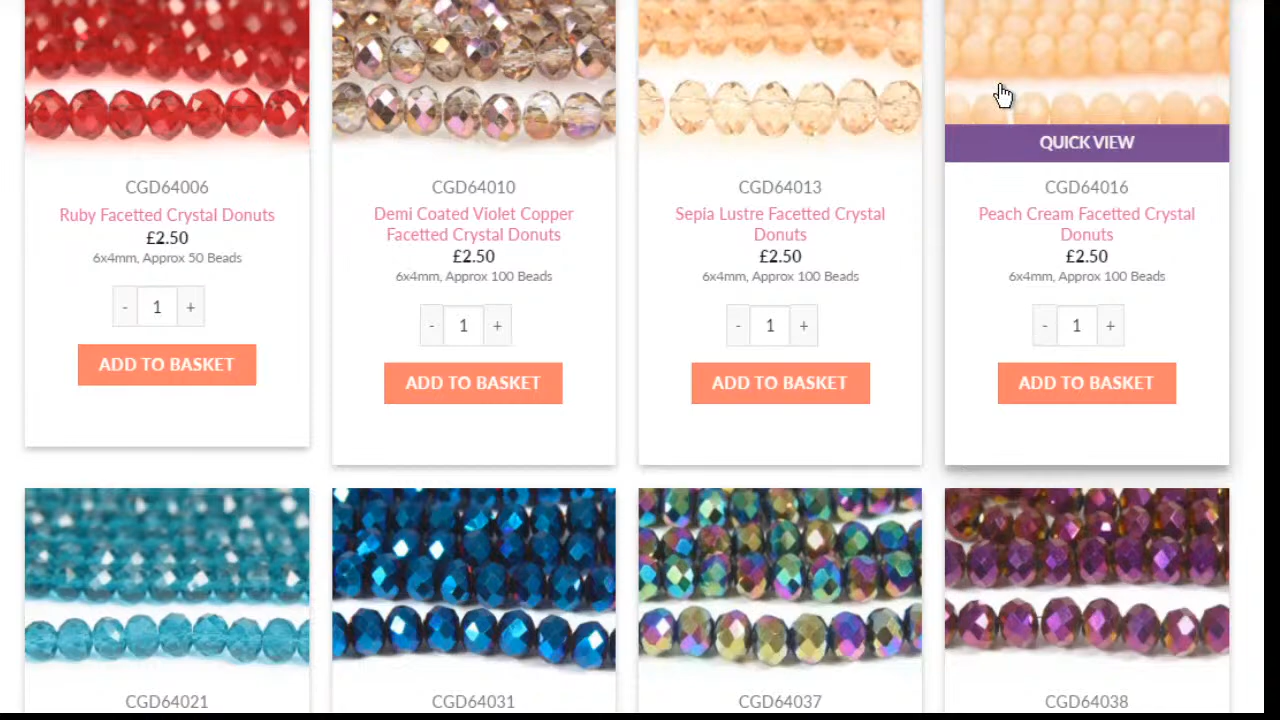 QUICK VIEW
CGD64006
Ruby Facetted Crystal Donuts
£2.50
6x4mm, Approx 50 Beads
- 1 +
ADD TO BASKET
CGD64010
Demi Coated Violet Copper
Facetted Crystal Donuts
£2.50
6x4mm, Approx 100 Beads
- 1 +
ADD TO BASKET
CGD64013
Sepia Lustre Facetted Crystal
Donuts
£2.50
6x4mm, Approx 100 Beads
- 1 +
ADD TO BASKET
CGD64016
Peach Cream Facetted Crystal
Donuts
£2.50
6x4mm, Approx 100 Beads
- 1 +
ADD TO BASKET
CGD64021
CGD64031
CGD64037
CGD64038